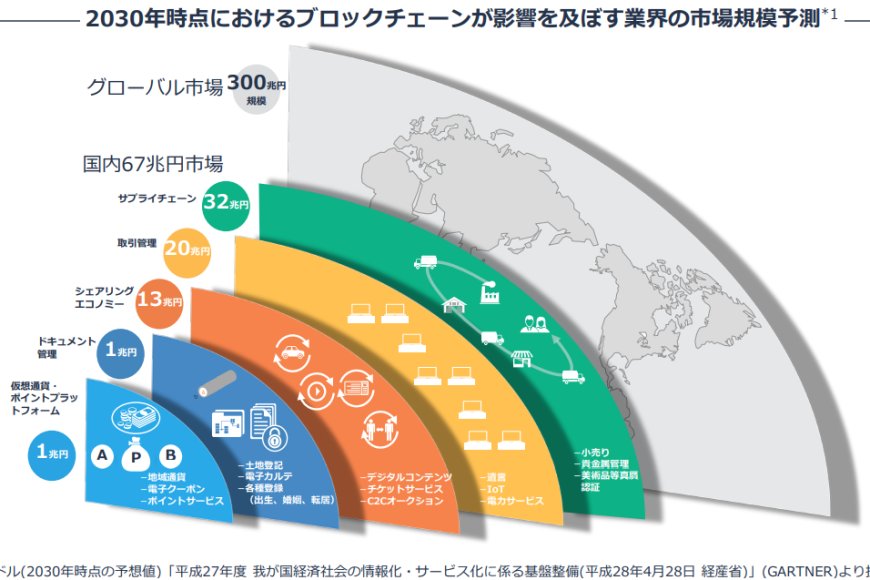 2030年時点におけるブロックチェーンが影響を及ぼす業界の市場規模予測*1
グローバル市場
300兆円
規模
国内67兆円市場
サプライチェーン
32兆円
取引管理
20兆円
シェアリング
エコノミー
13兆円
ドキュメント
管理
1兆円
仮想通貨・
ポイントプラッ
トフォーム
1兆円
A
P
B
−地域通貨
−電子クーポン
−ポイントサービス
−土地登記
−電子カルテ
−各種登録
（出生、婚姻、転居）
−デジタルコンテンツ
−チケットサービス
−C2Cオークション
−遺言
−IoT
−電力サービス
−小売り
−貴金属管理
−美術品等真贋
認証
ドル(2030年時点の予想値)「平成27年度 我が国経済社会の情報化・サービス化に係る基盤整備(平成28年4月28日 経産省)」(GARTNER)より